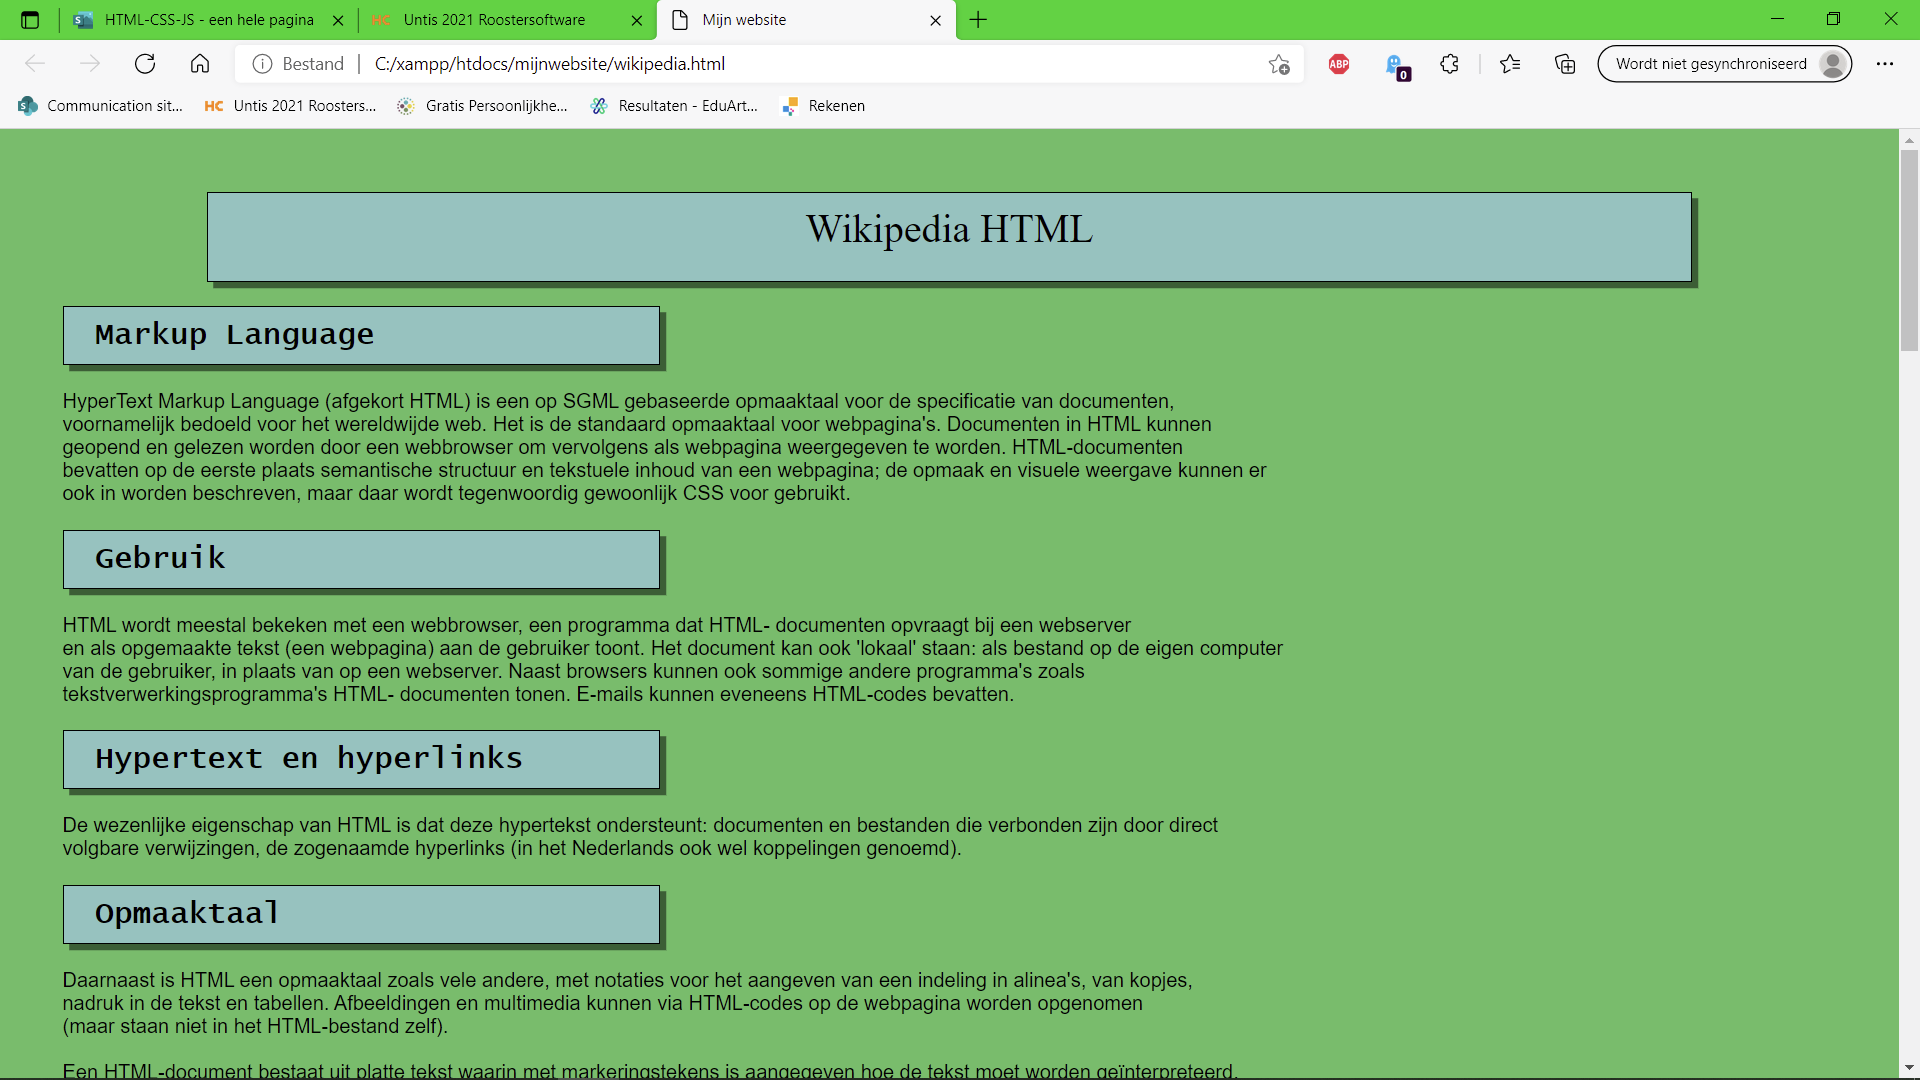 HTML-CSS-JS - een hele pagina
HC Untis 2021 Roostersoftware
Mijn website
Bestand
C:/xampp/htdocs/mijnwebsite/wikipedia.html
ABP
0
Wordt niet gesynchroniseerd
Communication sit...
HC Untis 2021 Roosters...
Gratis Persoonlijkhe...
Resultaten - EduArt...
Rekenen
Wikipedia HTML
Markup Language
HyperText Markup Language (afgekort HTML) is een op SGML gebaseerde opmaaktaal voor de specificatie van documenten,
voornamelijk bedoeld voor het wereldwijde web. Het is de standaard opmaaktaal voor webpagina's. Documenten in HTML kunnen
geopend en gelezen worden door een webbrowser om vervolgens als webpagina weergegeven te worden. HTML-documenten
bevatten op de eerste plaats semantische structuur en tekstuele inhoud van een webpagina; de opmaak en visuele weergave kunnen er
ook in worden beschreven, maar daar wordt tegenwoordig gewoonlijk CSS voor gebruikt.
Gebruik
HTML wordt meestal bekeken met een webbrowser, een programma dat HTML- documenten opvraagt bij een webserver
en als opgemaakte tekst (een webpagina) aan de gebruiker toont. Het document kan ook 'lokaal' staan: als bestand op de eigen computer
van de gebruiker, in plaats van op een webserver. Naast browsers kunnen ook sommige andere programma's zoals
tekstverwerkingsprogramma's HTML- documenten tonen. E-mails kunnen eveneens HTML-codes bevatten.
Hypertext en hyperlinks
De wezenlijke eigenschap van HTML is dat deze hypertekst ondersteunt: documenten en bestanden die verbonden zijn door direct
volgbare verwijzingen, de zogenaamde hyperlinks (in het Nederlands ook wel koppelingen genoemd).
Opmaaktaal
Daarnaast is HTML een opmaaktaal zoals vele andere, met notaties voor het aangeven van een indeling in alinea's, van kopjes,
nadruk in de tekst en tabellen. Afbeeldingen en multimedia kunnen via HTML-codes op de webpagina worden opgenomen
(maar staan niet in het HTML-bestand zelf).
Een HTML-document bestaat uit platte tekst waarin met markeringstekens is aangegeven hoe de tekst moet worden geïnterpreteerd.